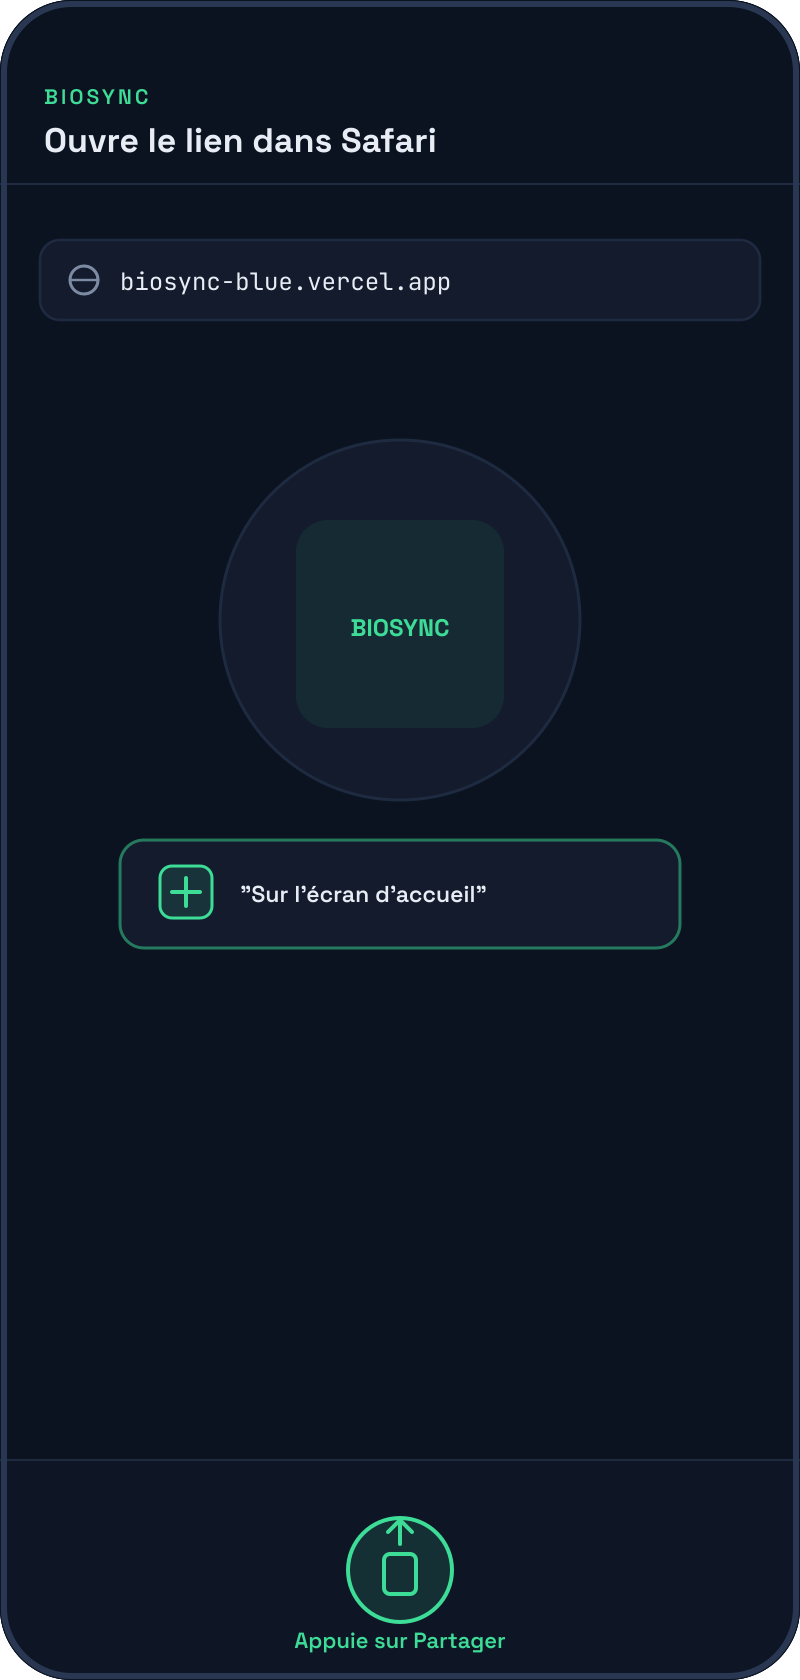 BIOSYNC
Ouvre le lien dans Safari
biosync-blue.vercel.app
BIOSYNC
”Sur l’écran d’accueil”
Appuie sur Partager